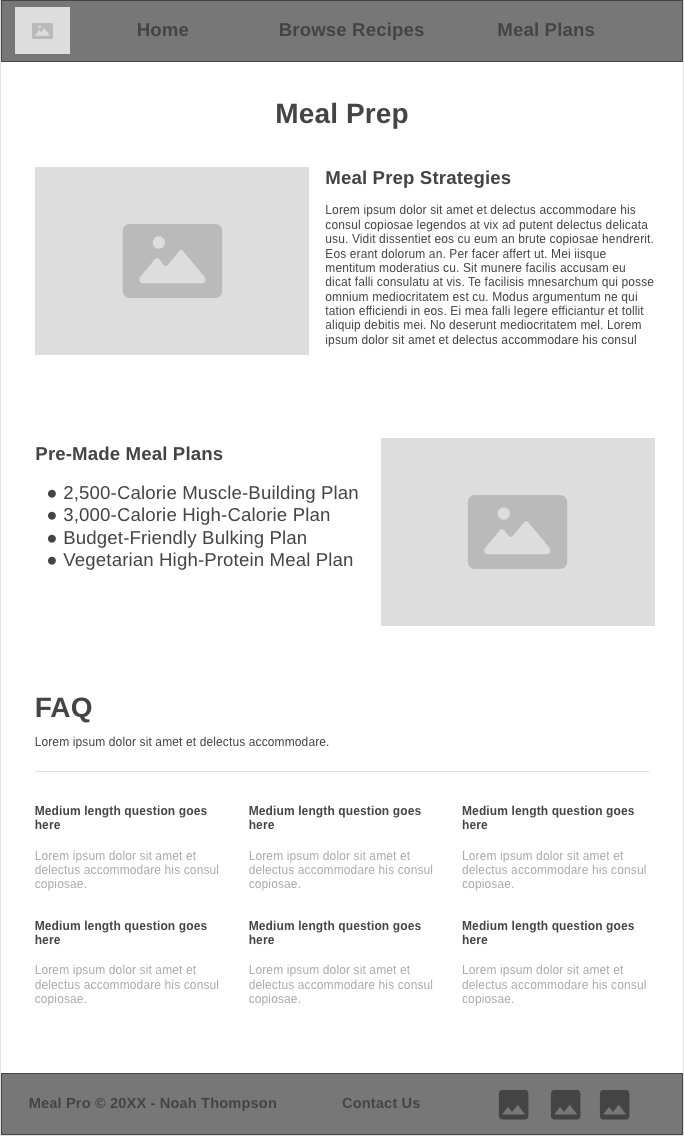 Home Browse Recipes Meal Plans
Meal Prep
Meal Prep Strategies
Lorem ipsum dolor sit amet et delectus accommodare his
consul copiosae legendos at vix ad putent delectus delicata
usu. Vidit dissentiet eos cu eum an brute copiosae hendrerit.
Eos erant dolorum an. Per facer affert ut. Mei iisque
mentitum moderatius cu. Sit munere facilis accusam eu
dicat falli consulatu at vis. Te facilisis mnesarchum qui posse
omnium mediocritatem est cu. Modus argumentum ne qui
tation efficiendi in eos. Ei mea falli legere efficiantur et tollit
aliquip debitis mei. No deserunt mediocritatem mel. Lorem
ipsum dolor sit amet et delectus accommodare his consul
Pre-Made Meal Plans
● 2,500-Calorie Muscle-Building Plan
● 3,000-Calorie High-Calorie Plan
● Budget-Friendly Bulking Plan
● Vegetarian High-Protein Meal Plan
FAQ
Lorem ipsum dolor sit amet et delectus accommodare.
Medium length question goes
here
Lorem ipsum dolor sit amet et
delectus accommodare his consul
copiosae.
Medium length question goes
here
Lorem ipsum dolor sit amet et
delectus accommodare his consul
copiosae.
Medium length question goes
here
Lorem ipsum dolor sit amet et
delectus accommodare his consul
copiosae.
Medium length question goes
here
Lorem ipsum dolor sit amet et
delectus accommodare his consul
copiosae.
Medium length question goes
here
Lorem ipsum dolor sit amet et
delectus accommodare his consul
copiosae.
Medium length question goes
here
Lorem ipsum dolor sit amet et
delectus accommodare his consul
copiosae.
Meal Pro © 20XX - Noah Thompson Contact Us